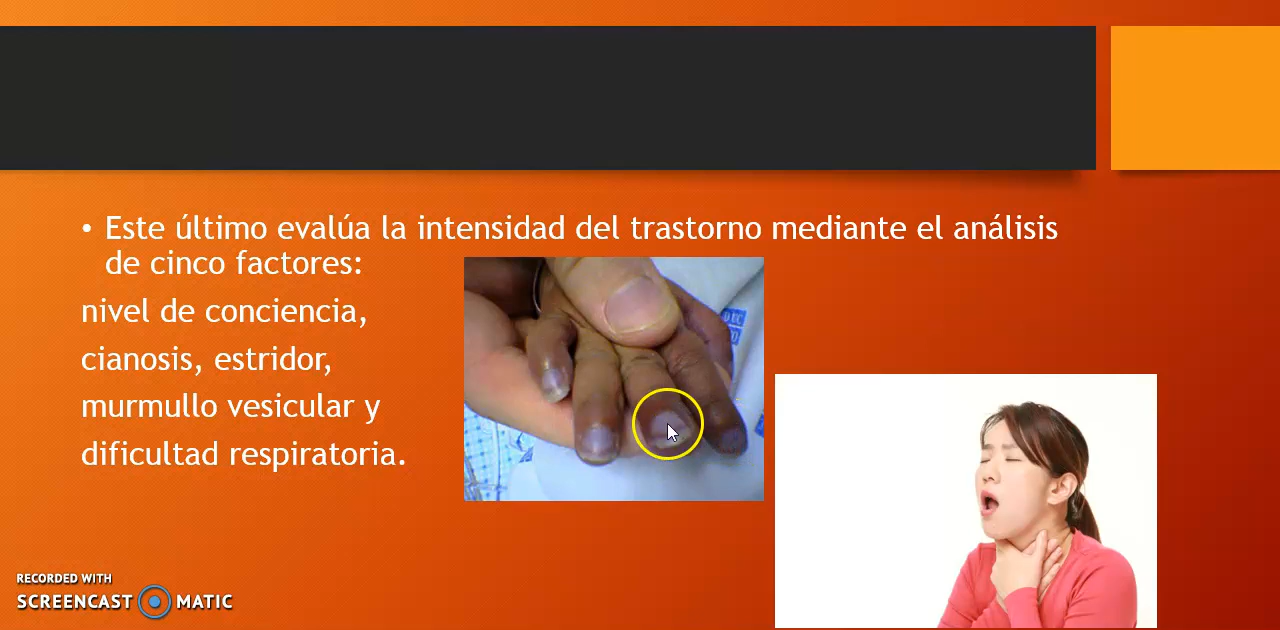 • Este último evalúa la intensidad del trastorno mediante el análisis
de cinco factores:
nivel de conciencia,
cianosis, estridor,
murmullo vesicular y
dificultad respiratoria.
RECORDED WITH
SCREENCAST MATIC